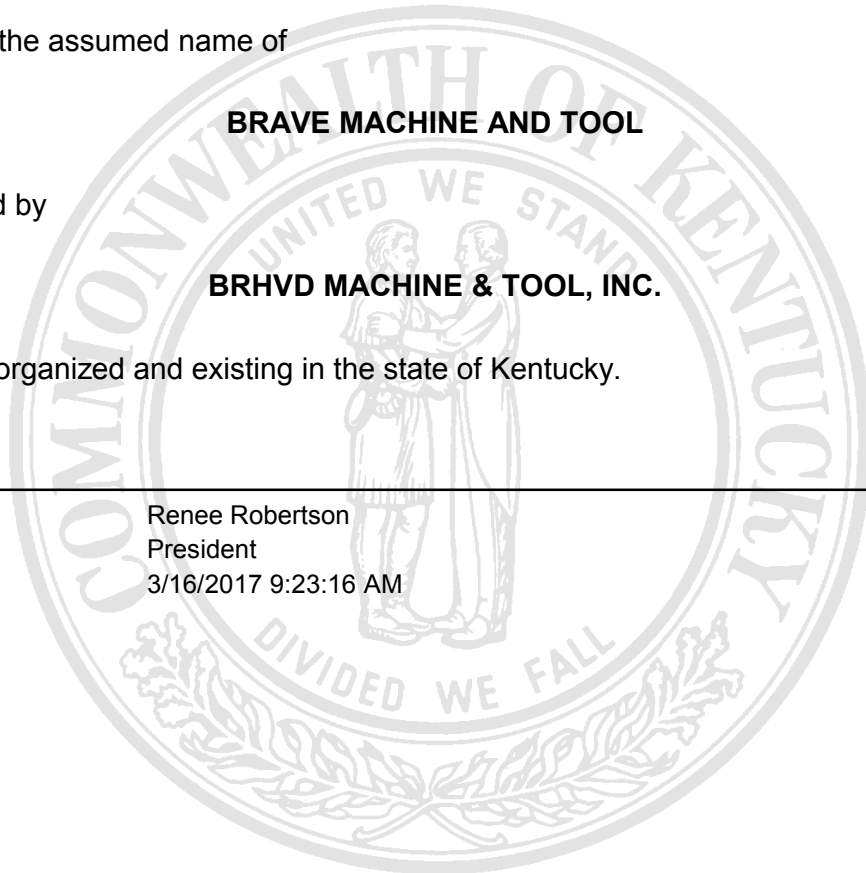 the assumed name of
BRAVE MACHINE AND TOOL
d by
BRHVD MACHINE & TOOL, INC.
organized and existing in the state of Kentucky.
Renee Robertson
President
3/16/2017 9:23:16 AM
COMMONWEALTH OF KENTUCKY
UNITED WE STAND
DIVIDED WE FALL